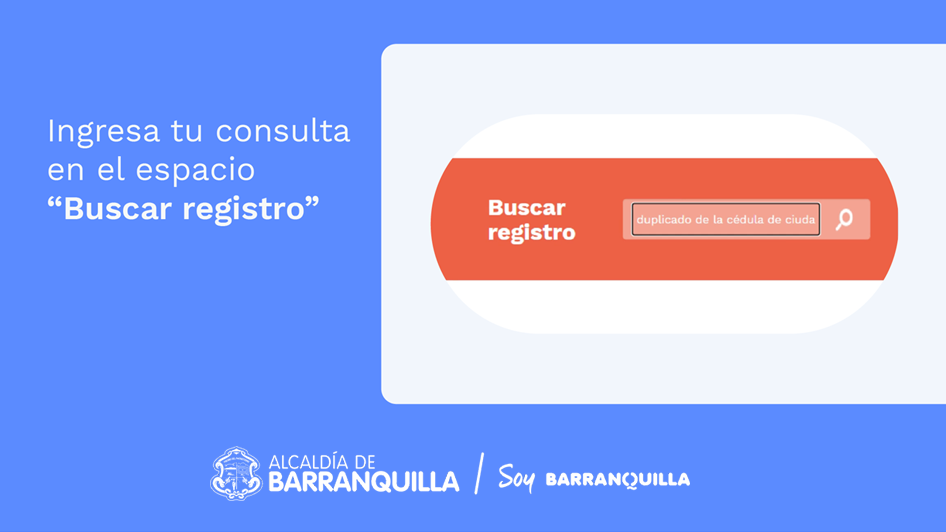 Ingresa tu consulta
en el espacio
“Buscar registro”
Buscar
registro
duplicado de la cédula de ciuda
ALCALDÍA DE
BARRANQUILLA
Soy BARRANQUILLA